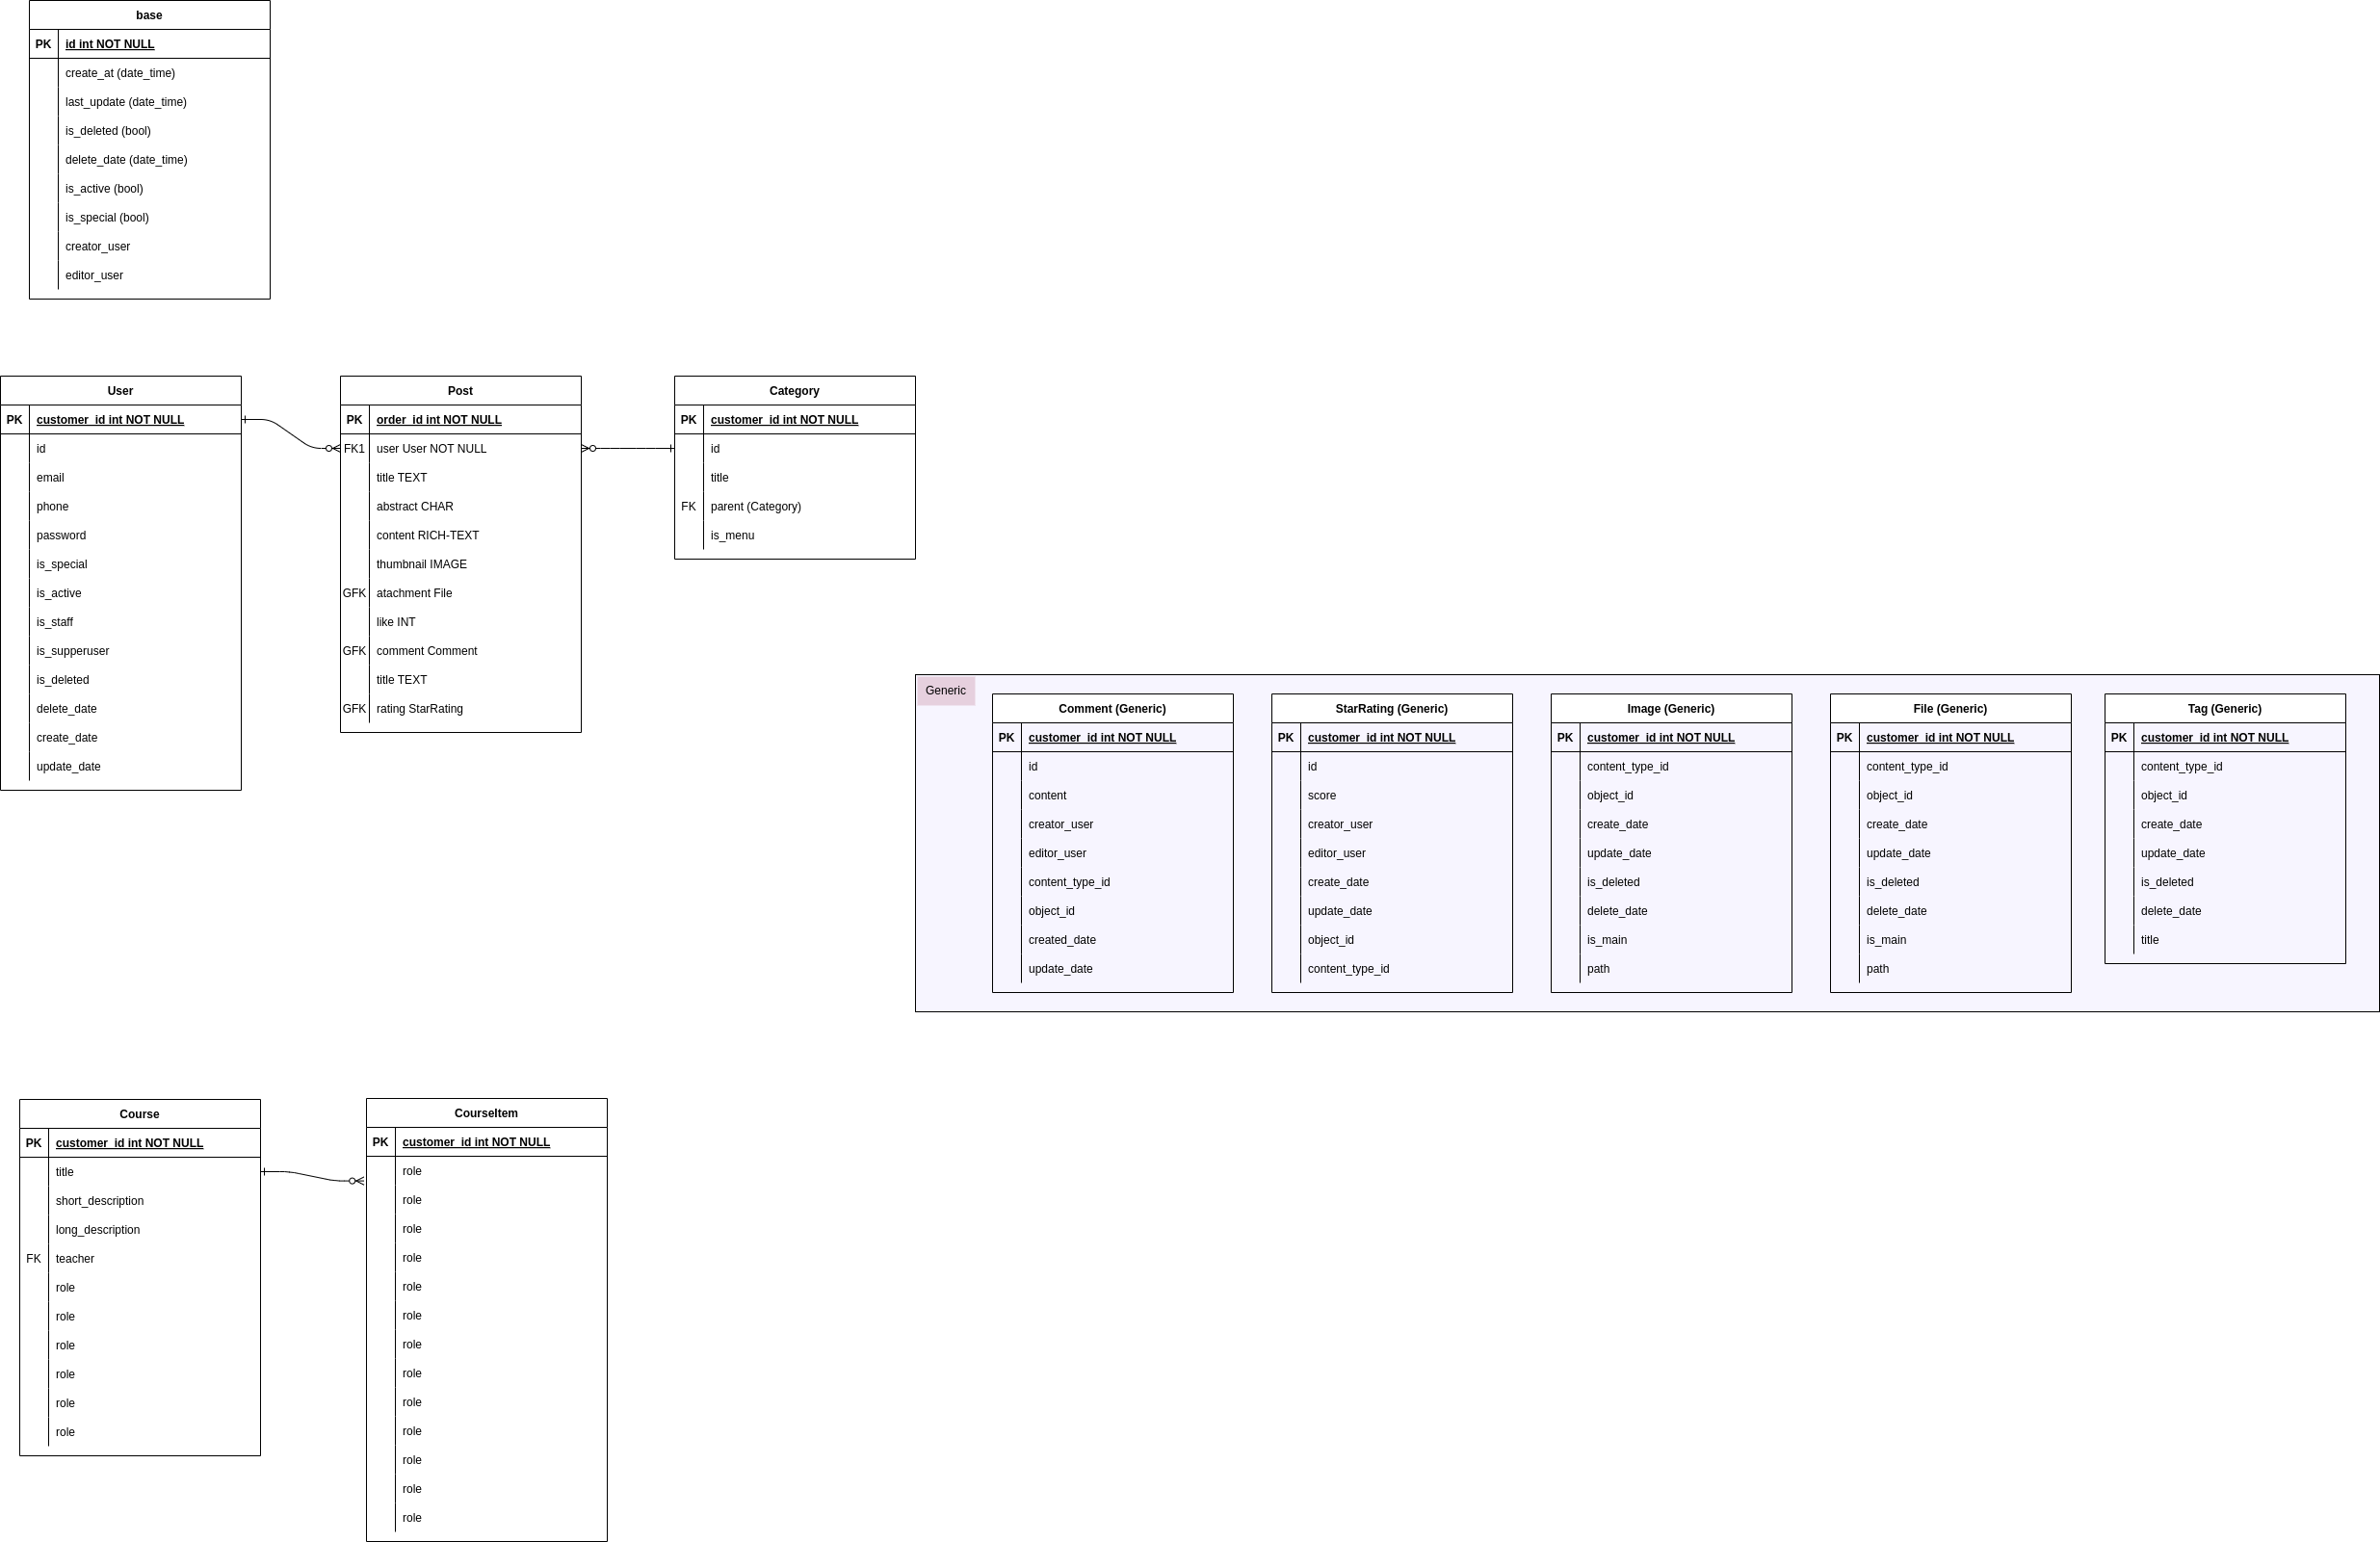 base
PK id int NOT NULL
create_at (date_time)
last_update (date_time)
is_deleted (bool)
delete_date (date_time)
is_active (bool)
is_special (bool)
creator_user
editor_user
User
PK customer_id int NOT NULL
id
email
phone
password
is_special
is_active
is_staff
is_supperuser
is_deleted
delete_date
create_date
update_date
Post
PK order_id int NOT NULL
FK1 user User NOT NULL
title TEXT
abstract CHAR
content RICH-TEXT
thumbnail IMAGE
GFK atachment File
like INT
GFK comment Comment
title TEXT
GFK rating StarRating
Category
PK customer_id int NOT NULL
id
title
FK parent (Category)
is_menu
Generic
Comment (Generic)
PK customer_id int NOT NULL
id
content
creator_user
editor_user
content_type_id
object_id
created_date
update_date
StarRating (Generic)
PK customer_id int NOT NULL
id
score
creator_user
editor_user
create_date
update_date
object_id
content_type_id
Image (Generic)
PK customer_id int NOT NULL
content_type_id
object_id
create_date
update_date
is_deleted
delete_date
is_main
path
File (Generic)
PK customer_id int NOT NULL
content_type_id
object_id
create_date
update_date
is_deleted
delete_date
is_main
path
Tag (Generic)
PK customer_id int NOT NULL
content_type_id
object_id
create_date
update_date
is_deleted
delete_date
title
Course
PK customer_id int NOT NULL
title
short_description
long_description
FK teacher
role
role
role
role
role
role
CourseItem
PK customer_id int NOT NULL
role
role
role
role
role
role
role
role
role
role
role
role
role